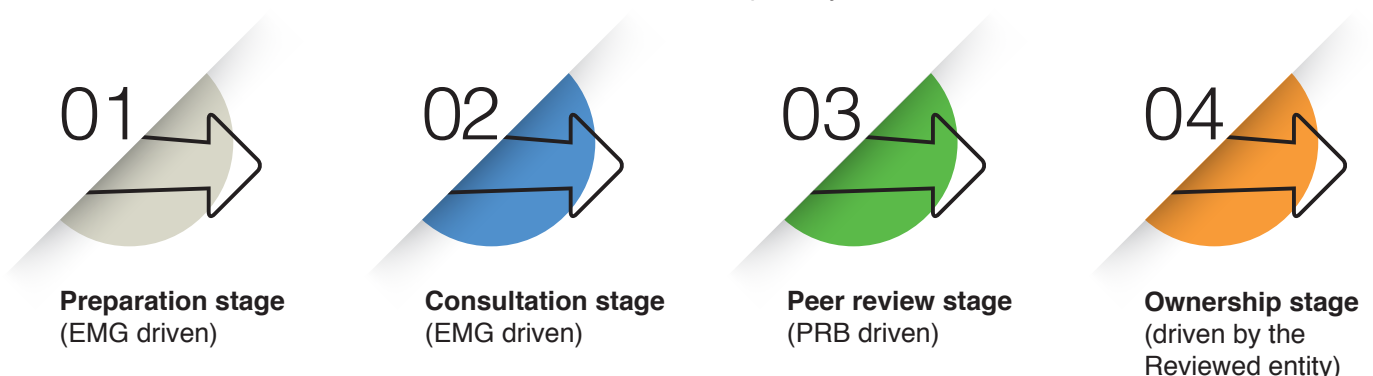 01
Preparation stage
(EMG driven)
02
Consultation stage
(EMG driven)
03
Peer review stage
(PRB driven)
04
Ownership stage
(driven by the
Reviewed entity)